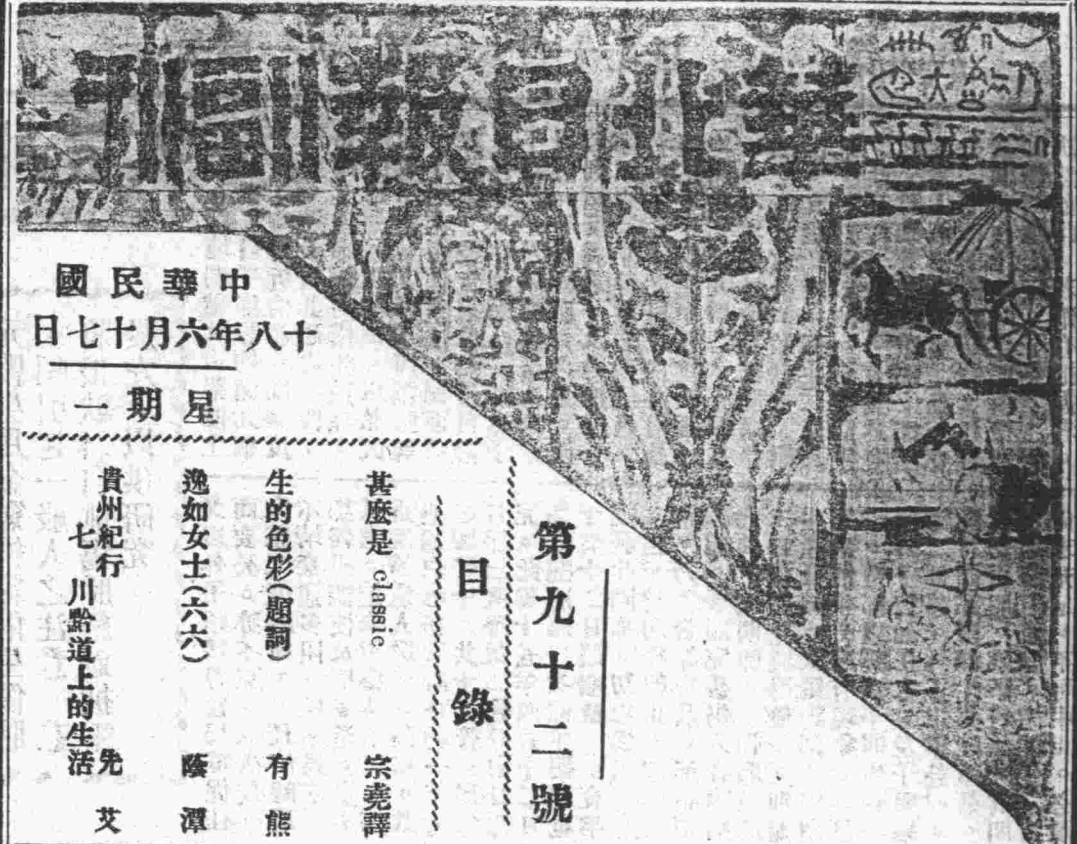 華北日報副刊
中華民國
十八年六月十七日
星期一
第九十二號
目錄
甚麼是 classic 宗堯譯
生的色彩(題詞) 有熊
逸如女士(六六) 蔭潭
貴州紀行
七 川黔道上的生活 先艾